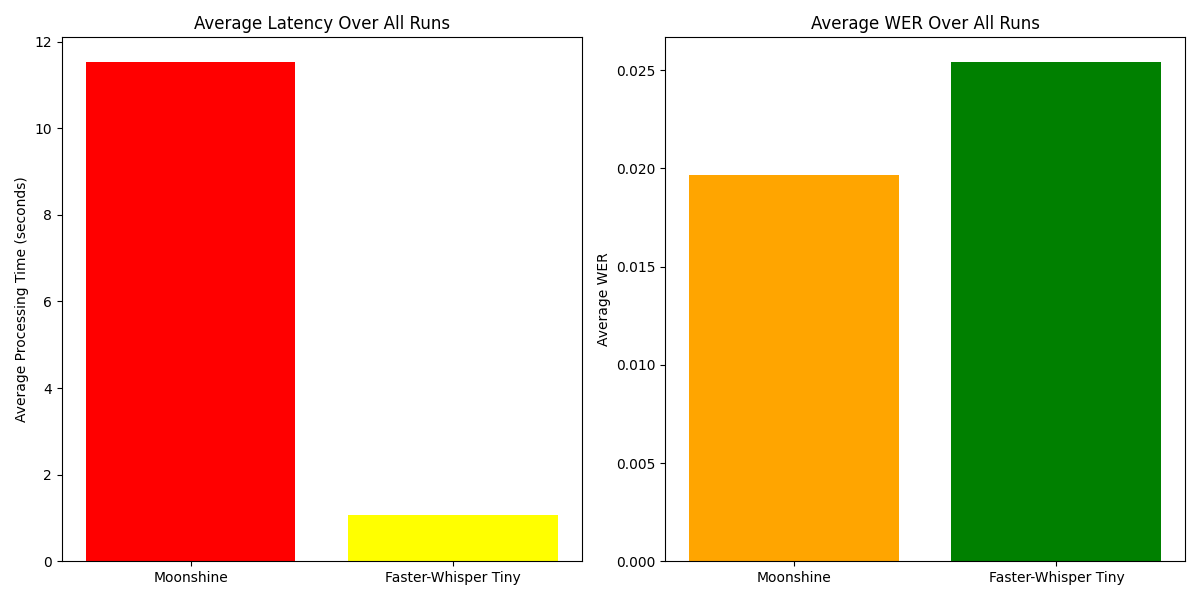 Average Latency Over All Runs
12
10
8
6
4
2
0
Average Processing Time (seconds)
Moonshine
Faster-Whisper Tiny
Average WER Over All Runs
0.025
0.020
0.015
0.010
0.005
0.000
Average WER
Moonshine
Faster-Whisper Tiny